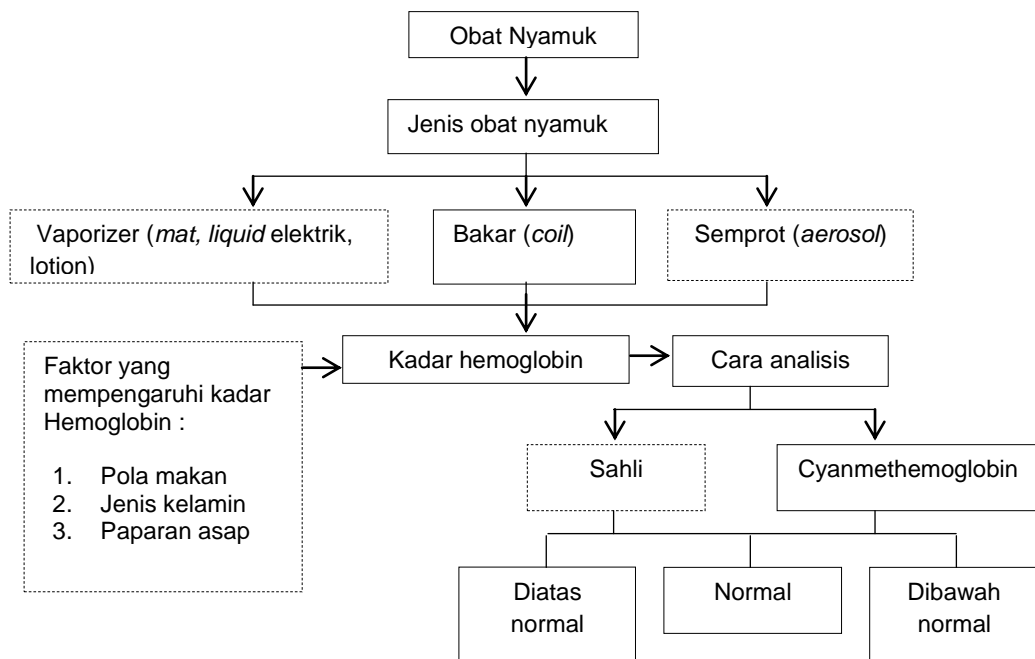 Obat Nyamuk
Jenis obat nyamuk
Vaporizer (mat, liquid elektrik,
lotion)
Bakar (coil)
Semprot (aerosol)
Faktor yang
mempengaruhi kadar
Hemoglobin :
1. Pola makan
2. Jenis kelamin
3. Paparan asap
Kadar hemoglobin
Cara analisis
Sahli
Cyanmethemoglobin
Diatas
normal
Normal
Dibawah
normal